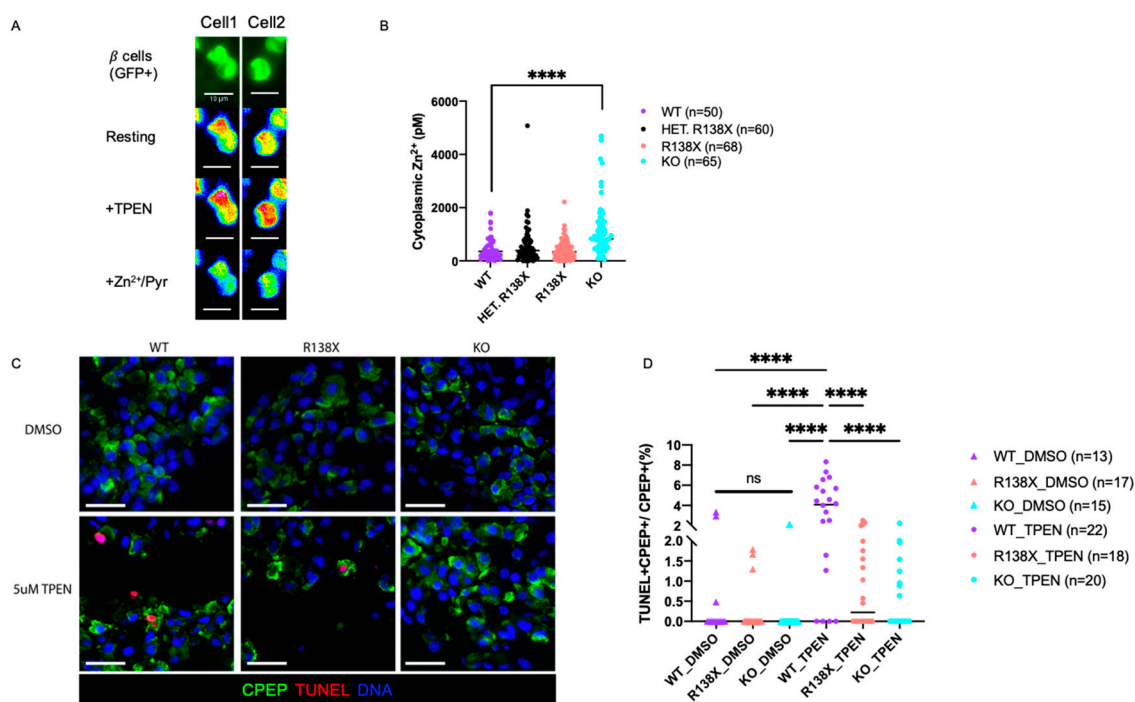 A
Cell1 Cell2
β cells
(GFP+)
10 μm
Resting
+TPEN
+Zn²⁺/Pyr
B
****
Cytoplasmic Zn²⁺ (pM)
6000
4000
2000
0
WT
HET. R138X
R138X
KO
WT (n=50)
HET. R138X (n=60)
R138X (n=68)
KO (n=65)
C
WT R138X KO
DMSO
5uM TPEN
CPEP TUNEL DNA
D
****
**** ****
**** ****
ns
TUNEL+CPEP+/ CPEP+(%)
10
8
6
4
2
2.0
1.5
1.0
0.5
0.0
WT_DMSO
R138X_DMSO
KO_DMSO
WT_TPEN
R138X_TPEN
KO_TPEN
WT_DMSO (n=13)
R138X_DMSO (n=17)
KO_DMSO (n=15)
WT_TPEN (n=22)
R138X_TPEN (n=18)
KO_TPEN (n=20)